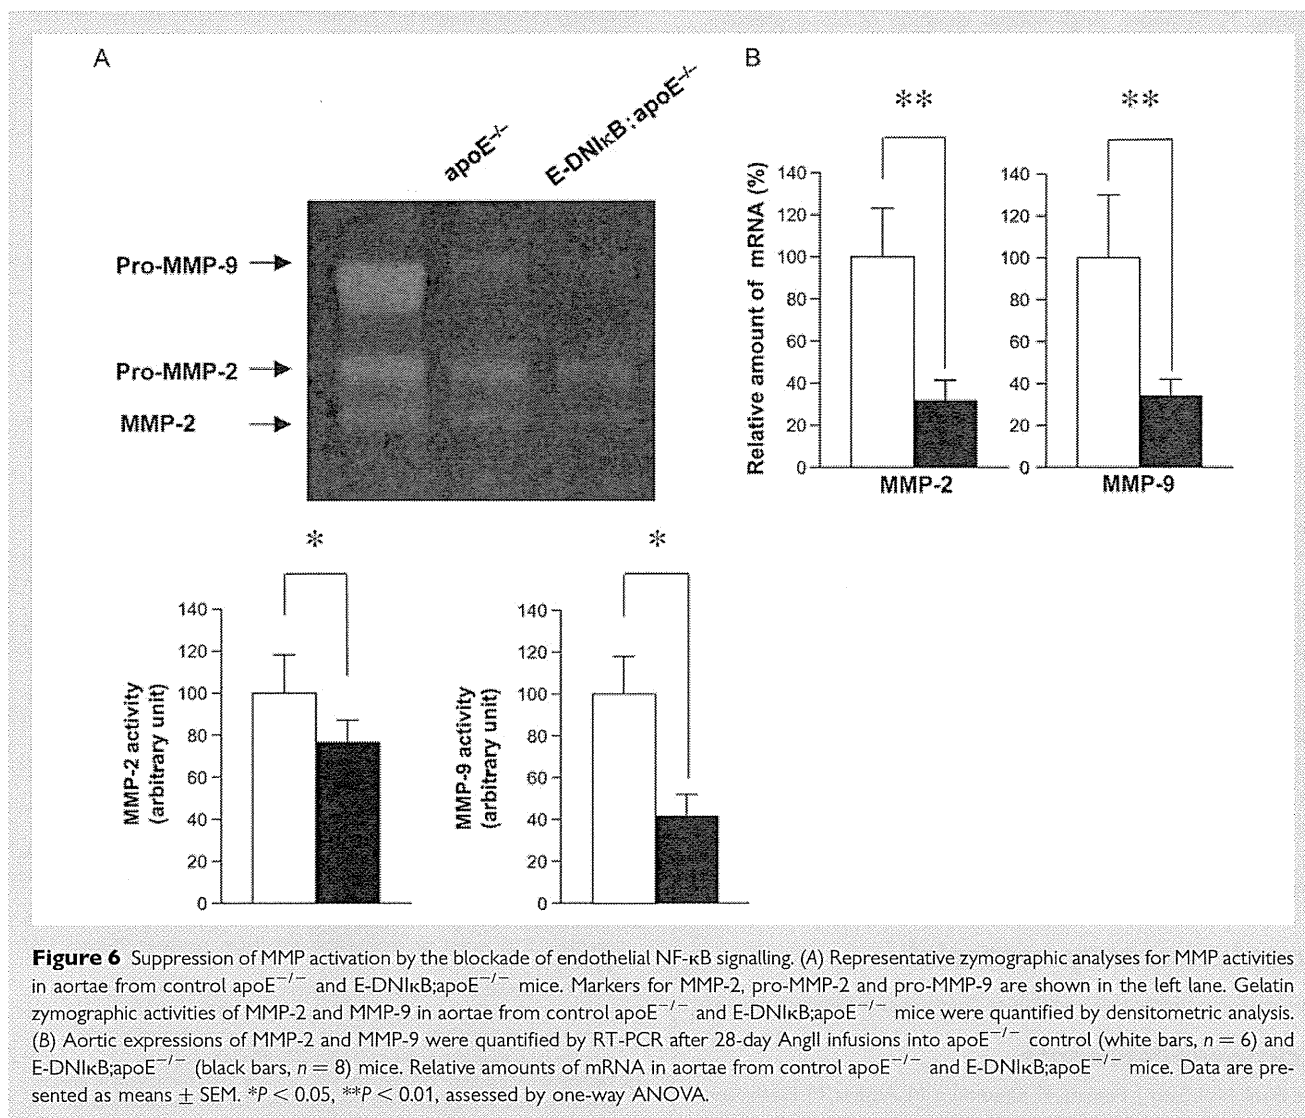 A
apoE⁻/⁻
E-DNIκB;apoE⁻/⁻
Pro-MMP-9
Pro-MMP-2
MMP-2
*
140
120
100
80
60
40
20
0
MMP-2 activity
(arbitrary unit)
*
140
120
100
80
60
40
20
0
MMP-9 activity
(arbitrary unit)
B
**
Relative amount of mRNA (%)
140
120
100
80
60
40
20
0
MMP-2
**
140
120
100
80
60
40
20
0
MMP-9
Figure 6 Suppression of MMP activation by the blockade of endothelial NF-κB signalling. (A) Representative zymographic analyses for MMP activities
in aortae from control apoE⁻/⁻ and E-DNIκB;apoE⁻/⁻ mice. Markers for MMP-2, pro-MMP-2 and pro-MMP-9 are shown in the left lane. Gelatin
zymographic activities of MMP-2 and MMP-9 in aortae from control apoE⁻/⁻ and E-DNIκB;apoE⁻/⁻ mice were quantified by densitometric analysis.
(B) Aortic expressions of MMP-2 and MMP-9 were quantified by RT-PCR after 28-day AngII infusions into apoE⁻/⁻ control (white bars, n = 6) and
E-DNIκB;apoE⁻/⁻ (black bars, n = 8) mice. Relative amounts of mRNA in aortae from control apoE⁻/⁻ and E-DNIκB;apoE⁻/⁻ mice. Data are pre-
sented as means ± SEM. *P < 0.05, **P < 0.01, assessed by one-way ANOVA.